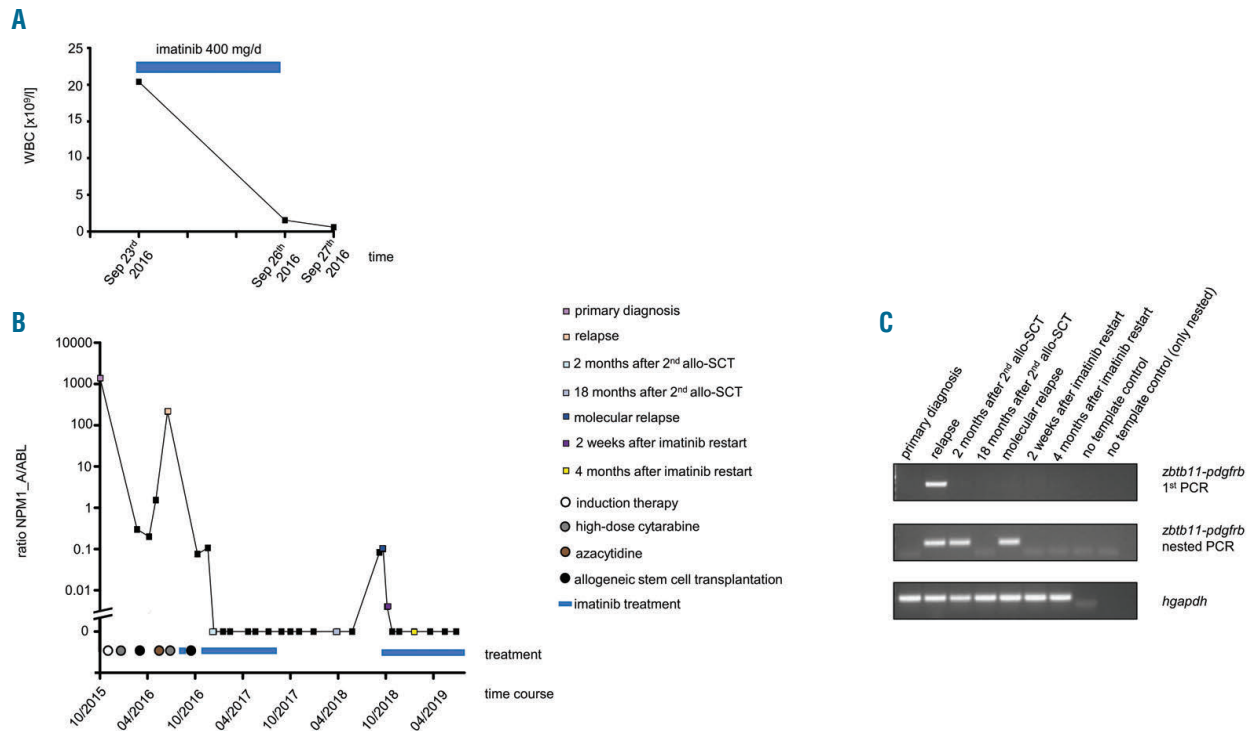 A
imatinib 400 mg/d
25
20
15
10
5
0
WBC [x10⁹/l]
Sep 23rd
2016
Sep 26th
2016
Sep 27th
2016
time
B
10000
1000
100
10
1
0.1
0.01
0
ratio NPM1_A/ABL
treatment
10/2015
04/2016
10/2016
04/2017
10/2017
04/2018
10/2018
04/2019
time course
primary diagnosis
relapse
2 months after 2nd allo-SCT
18 months after 2nd allo-SCT
molecular relapse
2 weeks after imatinib restart
4 months after imatinib restart
induction therapy
high-dose cytarabine
azacytidine
allogeneic stem cell transplantation
imatinib treatment
C
primary diagnosis
relapse
2 months after 2nd allo-SCT
18 months after 2nd allo-SCT
molecular relapse
2 weeks after imatinib restart
4 months after imatinib restart
no template control
no template control (only nested)
zbtb11-pdgfrb
1st PCR
zbtb11-pdgfrb
nested PCR
hgapdh